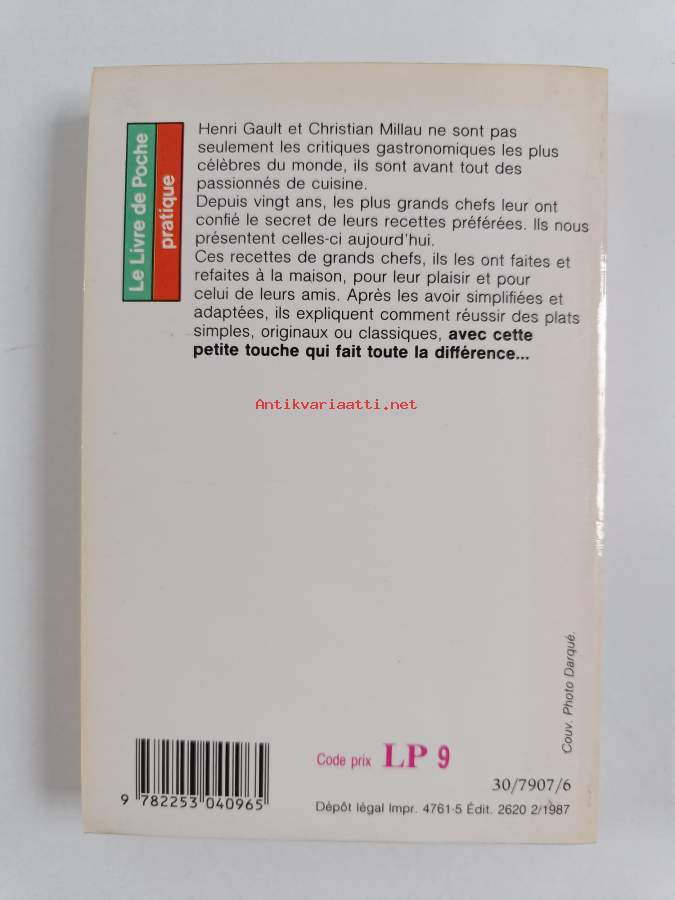 Le Livre de Poche
pratique
Henri Gault et Christian Millau ne sont pas
seulement les critiques gastronomiques les plus
célèbres du monde, ils sont avant tout des
passionnés de cuisine.
Depuis vingt ans, les plus grands chefs leur ont
confié le secret de leurs recettes préférées. Ils nous
présentent celles-ci aujourd'hui.
Ces recettes de grands chefs, ils les ont faites et
refaites à la maison, pour leur plaisir et pour
celui de leurs amis. Après les avoir simplifiées et
adaptées, ils expliquent comment réussir des plats
simples, originaux ou classiques, avec cette
petite touche qui fait toute la différence...
Antikvariaatti.net
Couv. Photo Darqué.
Code prix LP 9
30/7907/6
9 782253 040965
Dépôt légal Impr. 4761-5 Édit. 2620 2/1987